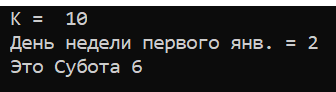 K =  10
День недели первого янв. = 2
Это Субота 6